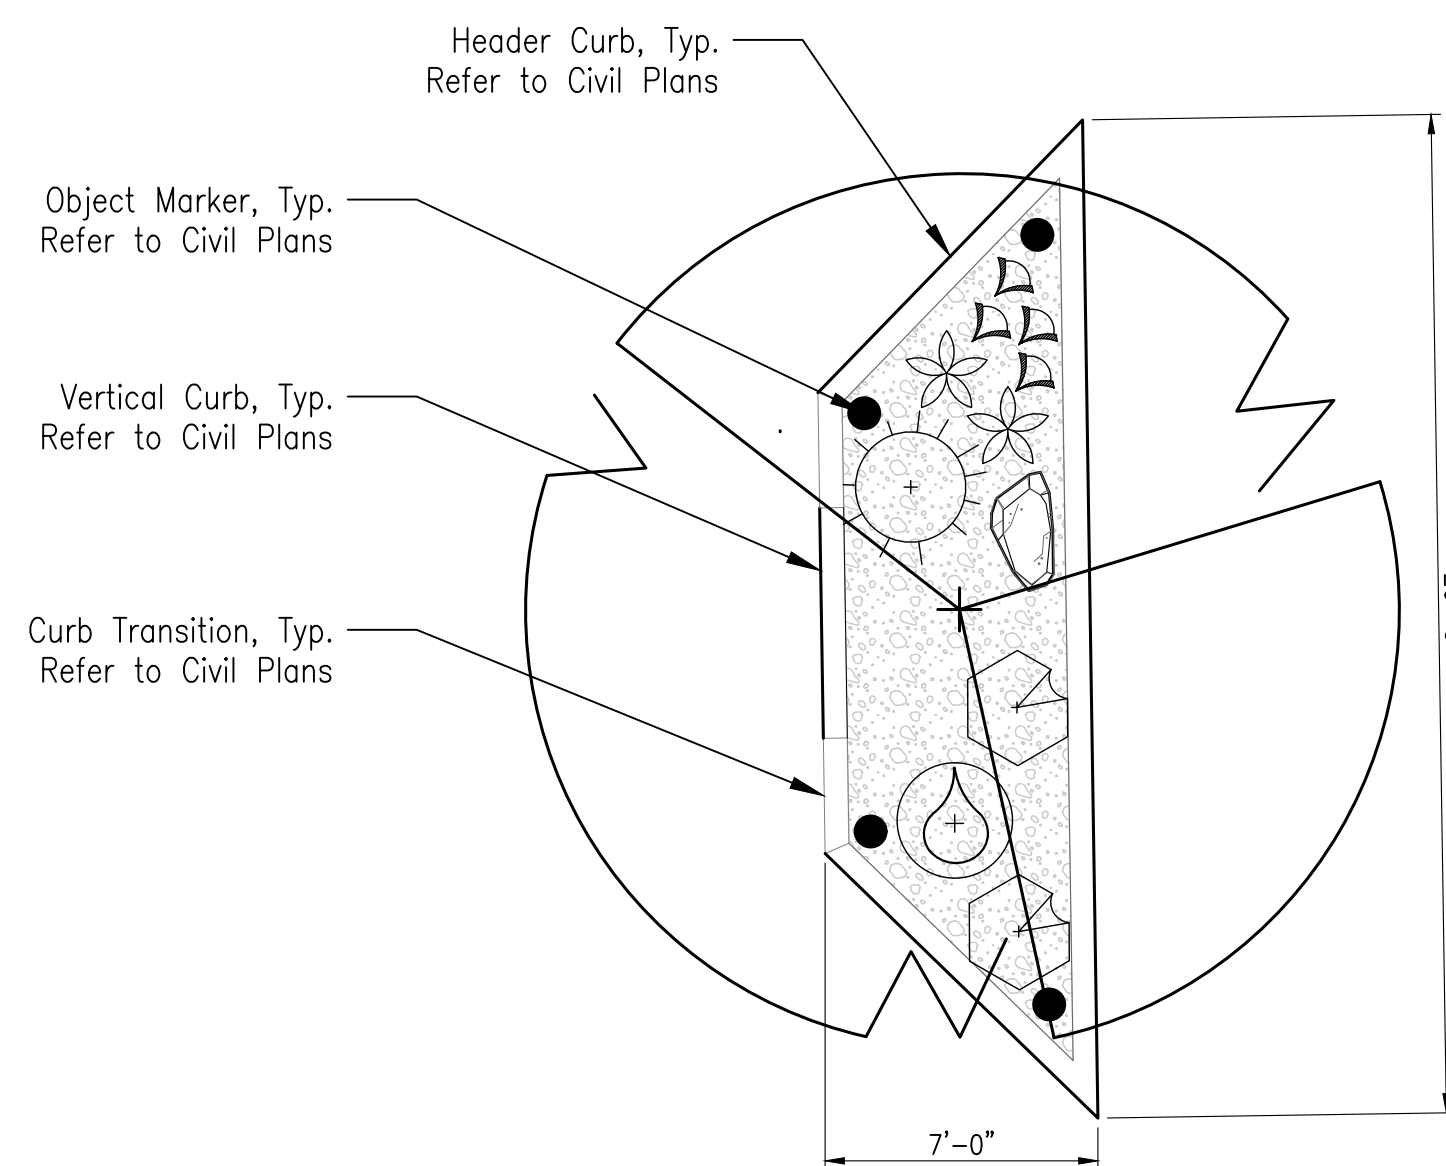 Header Curb, Typ.
Refer to Civil Plans
Object Marker, Typ.
Refer to Civil Plans
Vertical Curb, Typ.
Refer to Civil Plans
Curb Transition, Typ.
Refer to Civil Plans
7'-0"